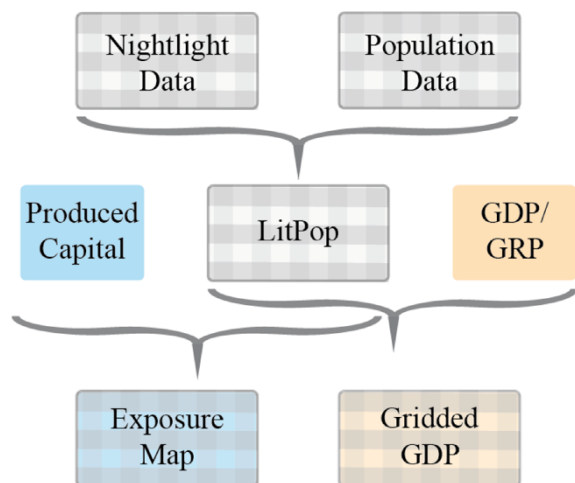 Nightlight
Data
Population
Data
Produced
Capital
LitPop
GDP/
GRP
Exposure
Map
Gridded
GDP